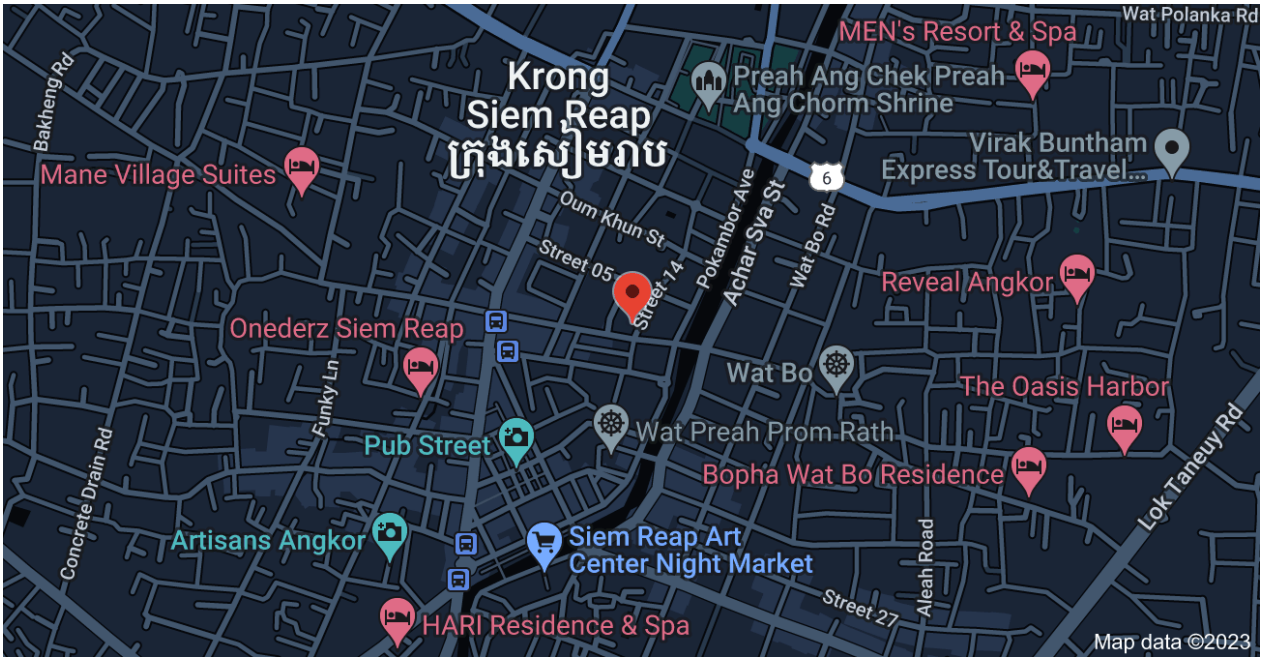 Wat Polanka Rd
MEN's Resort & Spa
Krong
Siem Reap
ក្រុងសៀមរាប
Preah Ang Chek Preah
Ang Chorm Shrine
Bakheng Rd
Virak Buntham
Express Tour&Travel...
Mane Village Suites
6
Oum Khun St
Street 05
Street 14
Pokambor Ave
Achar Sva St
Wat Bo Rd
Reveal Angkor
Onederz Siem Reap
Funky Ln
Wat Bo
The Oasis Harbor
Pub Street
Wat Preah Prom Rath
Bopha Wat Bo Residence
Lok Taneuy Rd
Concrete Drain Rd
Artisans Angkor
Siem Reap Art
Center Night Market
Aleah Road
Street 27
HARI Residence & Spa
Map data ©2023